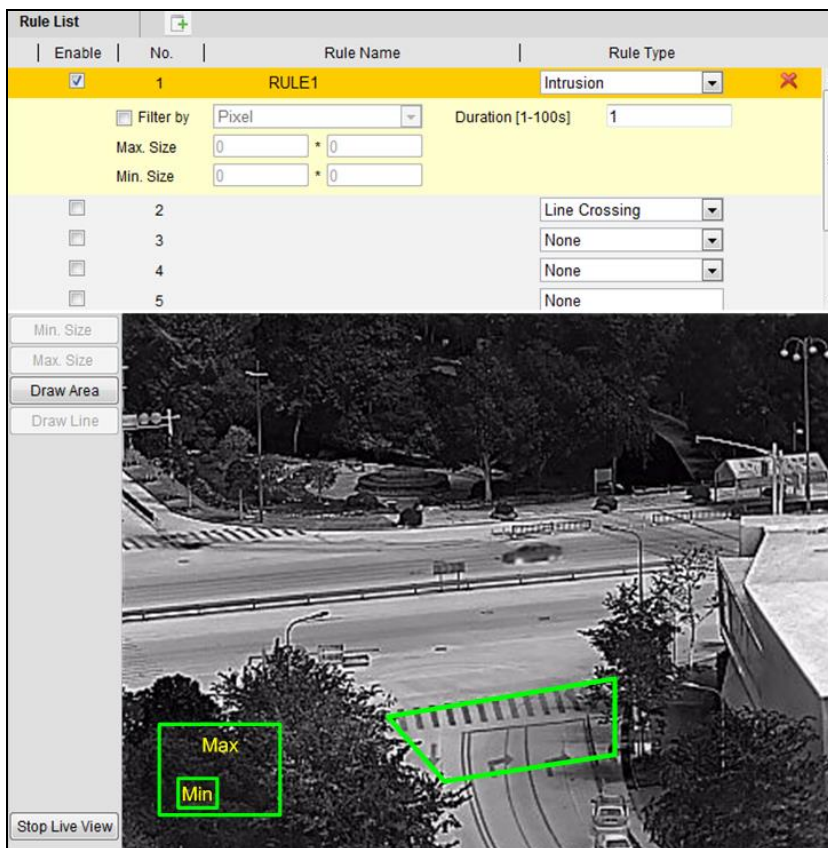 Rule List
Enable No. Rule Name Rule Type
1 RULE1 Intrusion
Filter by Pixel Duration [1-100s] 1
Max. Size 0 * 0
Min. Size 0 * 0
2 Line Crossing
3 None
4 None
5 None
Min. Size
Max. Size
Draw Area
Draw Line
Max
Min
Stop Live View